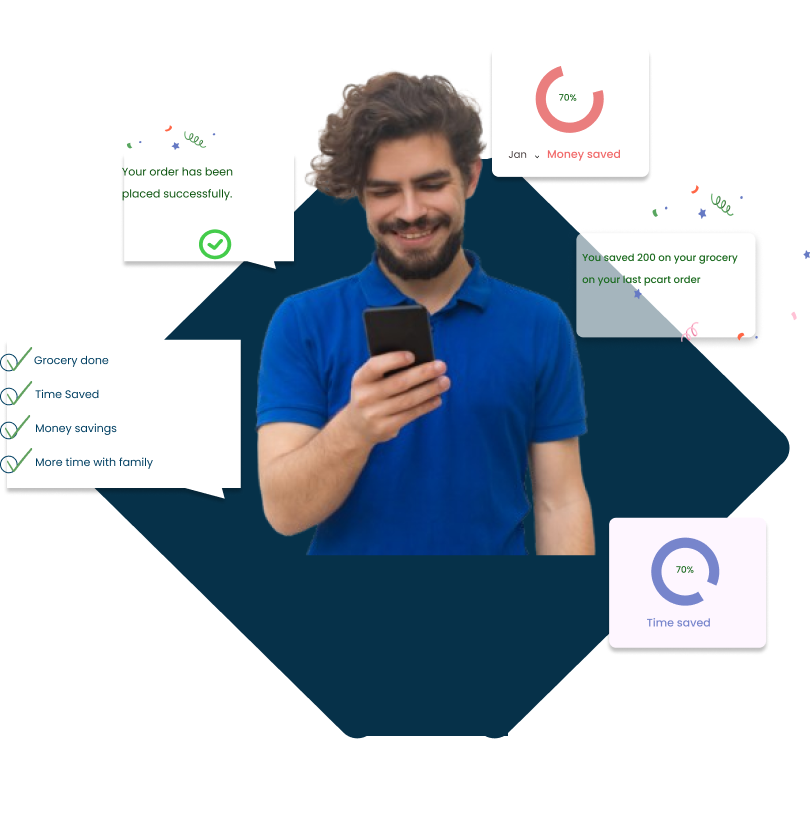 70%
Jan Money saved
Your order has been
placed successfully.
You saved 200 on your grocery
on your last pcart order
Grocery done
Time Saved
Money savings
More time with family
70%
Time saved